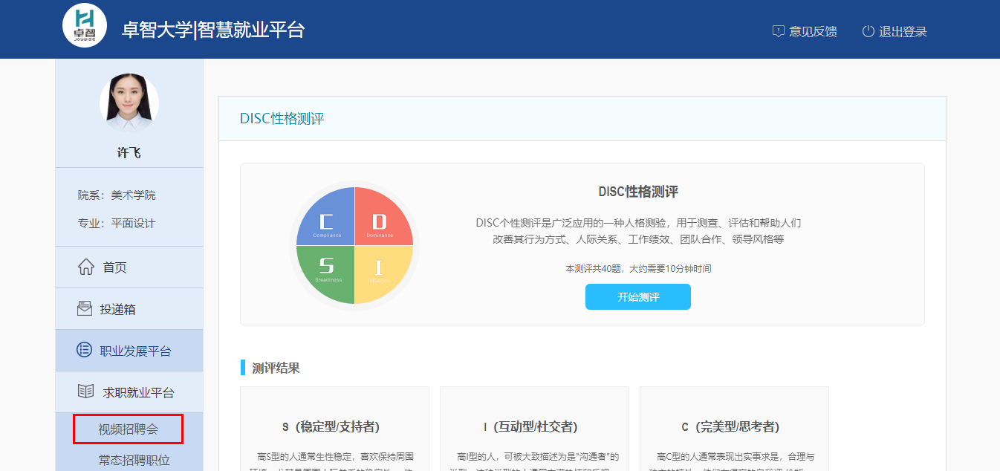 卓智
JOYWISE
卓智大学|智慧就业平台
意见反馈
退出登录
许飞
院系：美术学院
专业：平面设计
首页
投递箱
职业发展平台
求职就业平台
视频招聘会
常态招聘职位
DISC性格测评
C
Compliance
D
Dominance
S
Steadiness
I
DISC性格测评
DISC个性测评是广泛应用的一种人格测验，用于测查、评估和帮助人们
改善其行为方式、人际关系、工作绩效、团队合作、领导风格等
本测评共40题，大约需要10分钟时间
开始测评
测评结果
S（稳定型/支持者）
高S型的人通常生性稳定，喜欢保持周围
I（互动型/社交者）
高I型的人，可被大致描述为是"沟通者"的
C（完美型/思考者）
高C型的人通常表现出实事求是，合理与